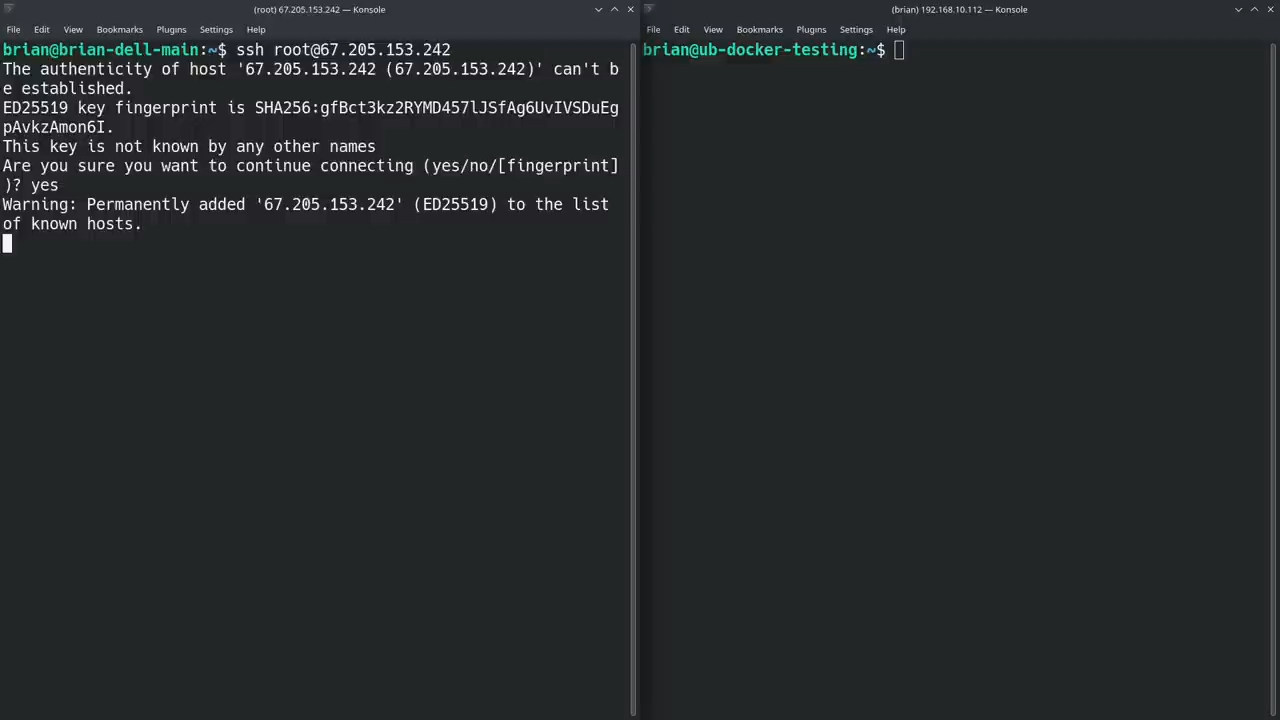 (root) 67.205.153.242 — Konsole
File Edit View Bookmarks Plugins Settings Help
brian@brian-dell-main:~$ ssh root@67.205.153.242
The authenticity of host '67.205.153.242 (67.205.153.242)' can't b
e established.
ED25519 key fingerprint is SHA256:gfBct3kz2RYMD457lJSfAg6UvIVSDuEg
pAvkzAmon6I.
This key is not known by any other names
Are you sure you want to continue connecting (yes/no/[fingerprint]
)? yes
Warning: Permanently added '67.205.153.242' (ED25519) to the list
of known hosts.
(brian) 192.168.10.112 — Konsole
File Edit View Bookmarks Plugins Settings Help
brian@ub-docker-testing:~$